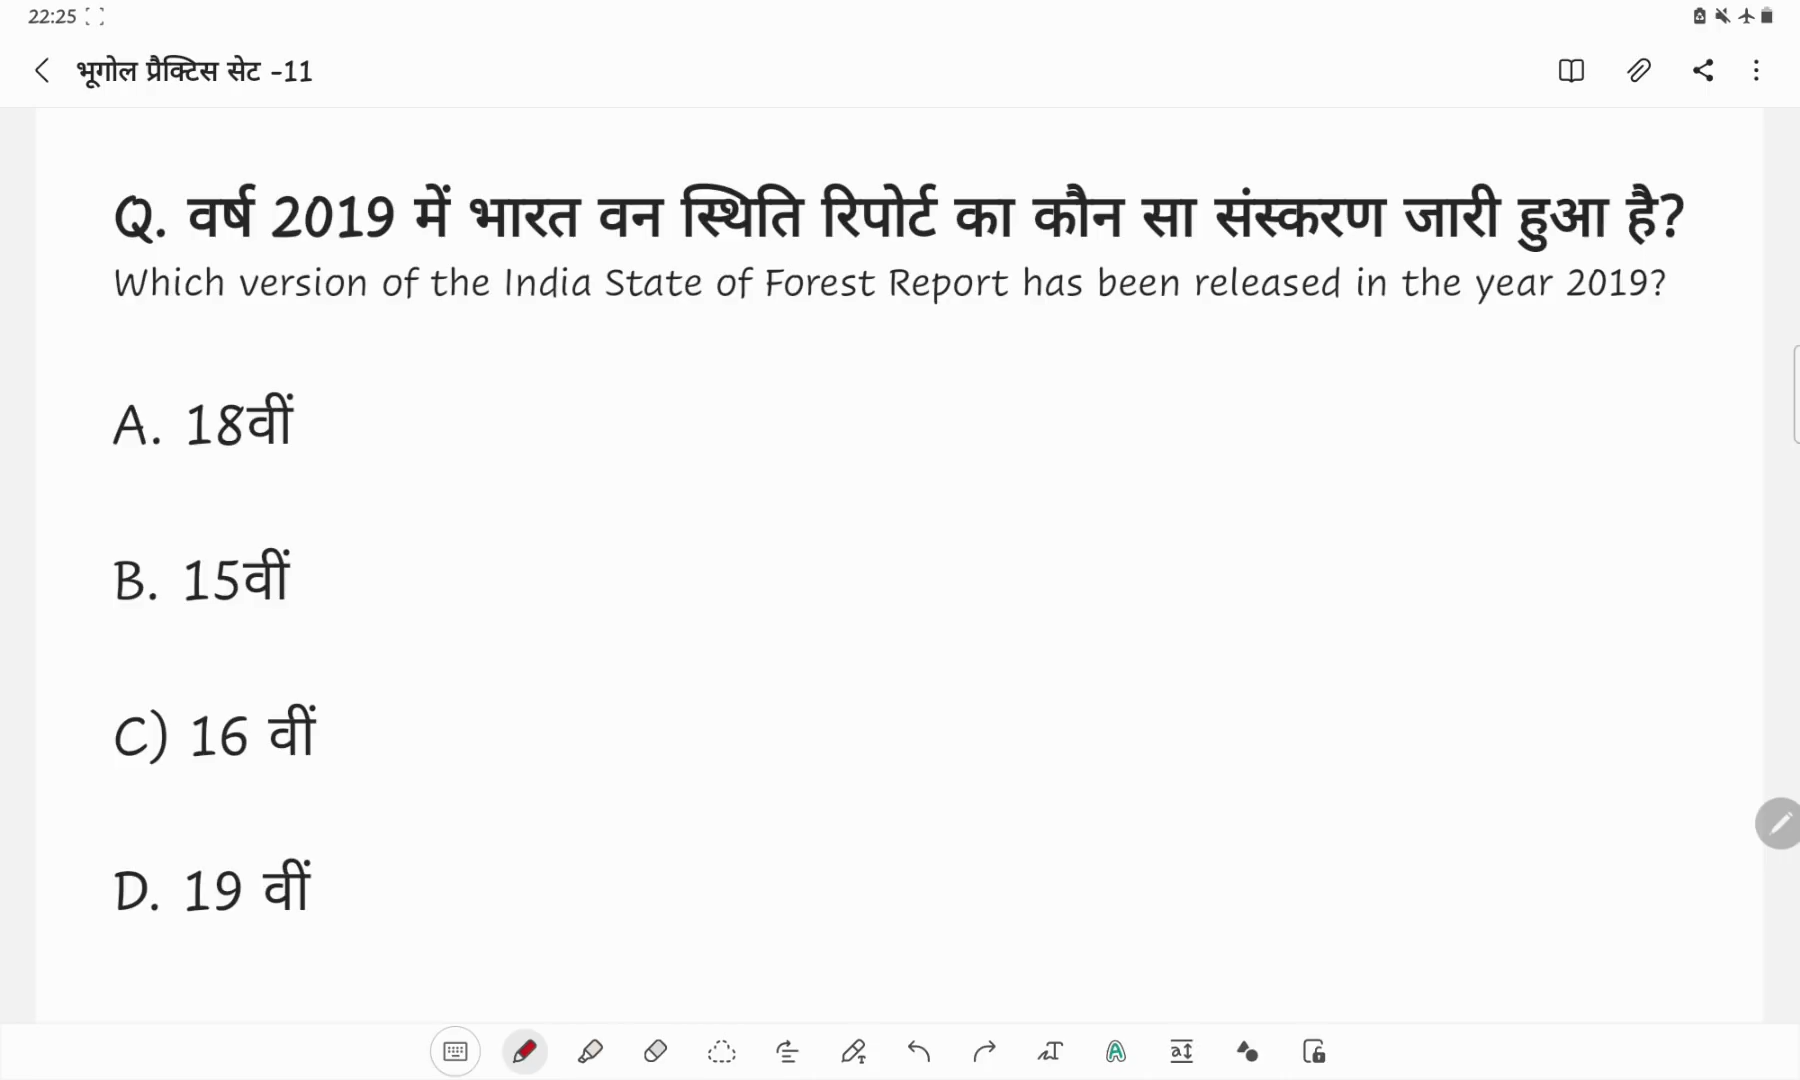 22:25
भूगोल प्रैक्टिस सेट -11
Q. वर्ष 2019 में भारत वन स्थिति रिपोर्ट का कौन सा संस्करण जारी हुआ है?
Which version of the India State of Forest Report has been released in the year 2019?
A. 18वीं
B. 15वीं
C) 16 वीं
D. 19 वीं